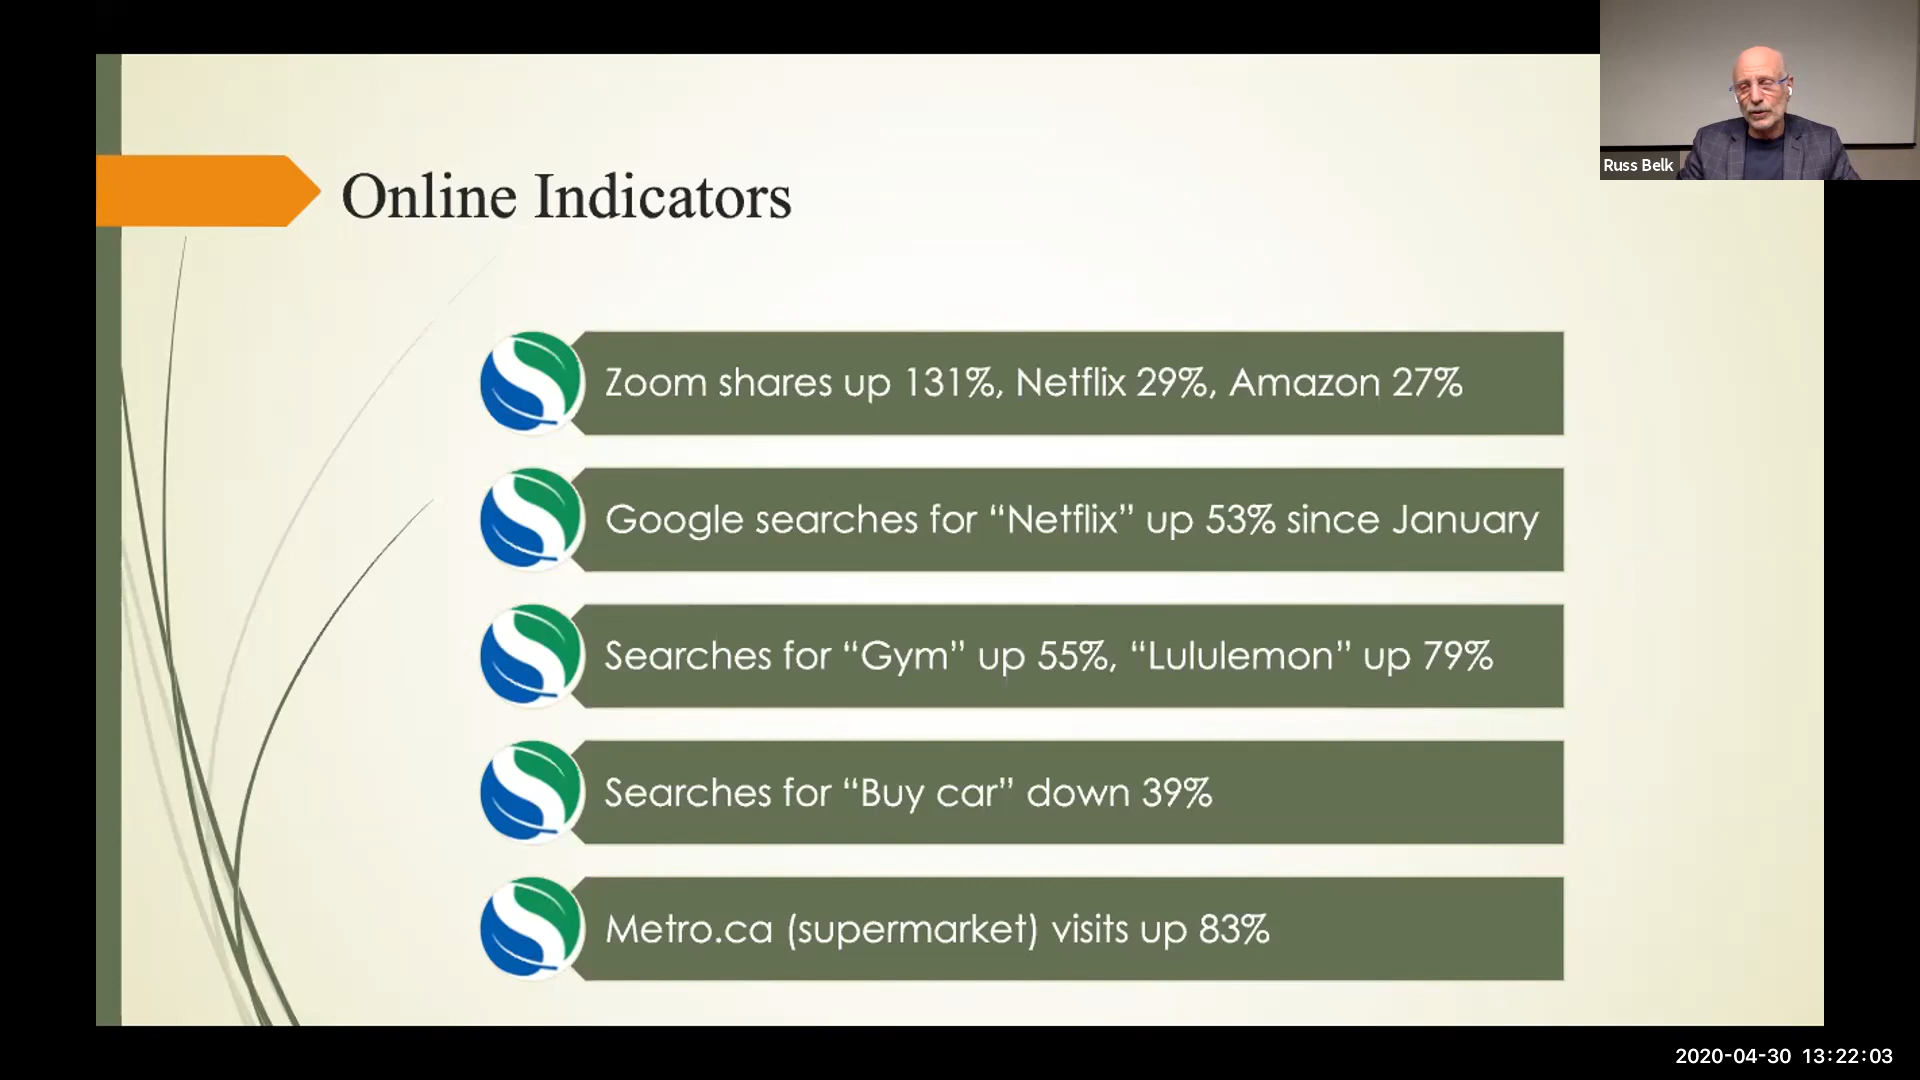 Russ Belk
Online Indicators
Zoom shares up 131%, Netflix 29%, Amazon 27%
Google searches for “Netflix” up 53% since January
Searches for “Gym” up 55%, “Lululemon” up 79%
Searches for “Buy car” down 39%
Metro.ca (supermarket) visits up 83%
2020-04-30 13:22:03